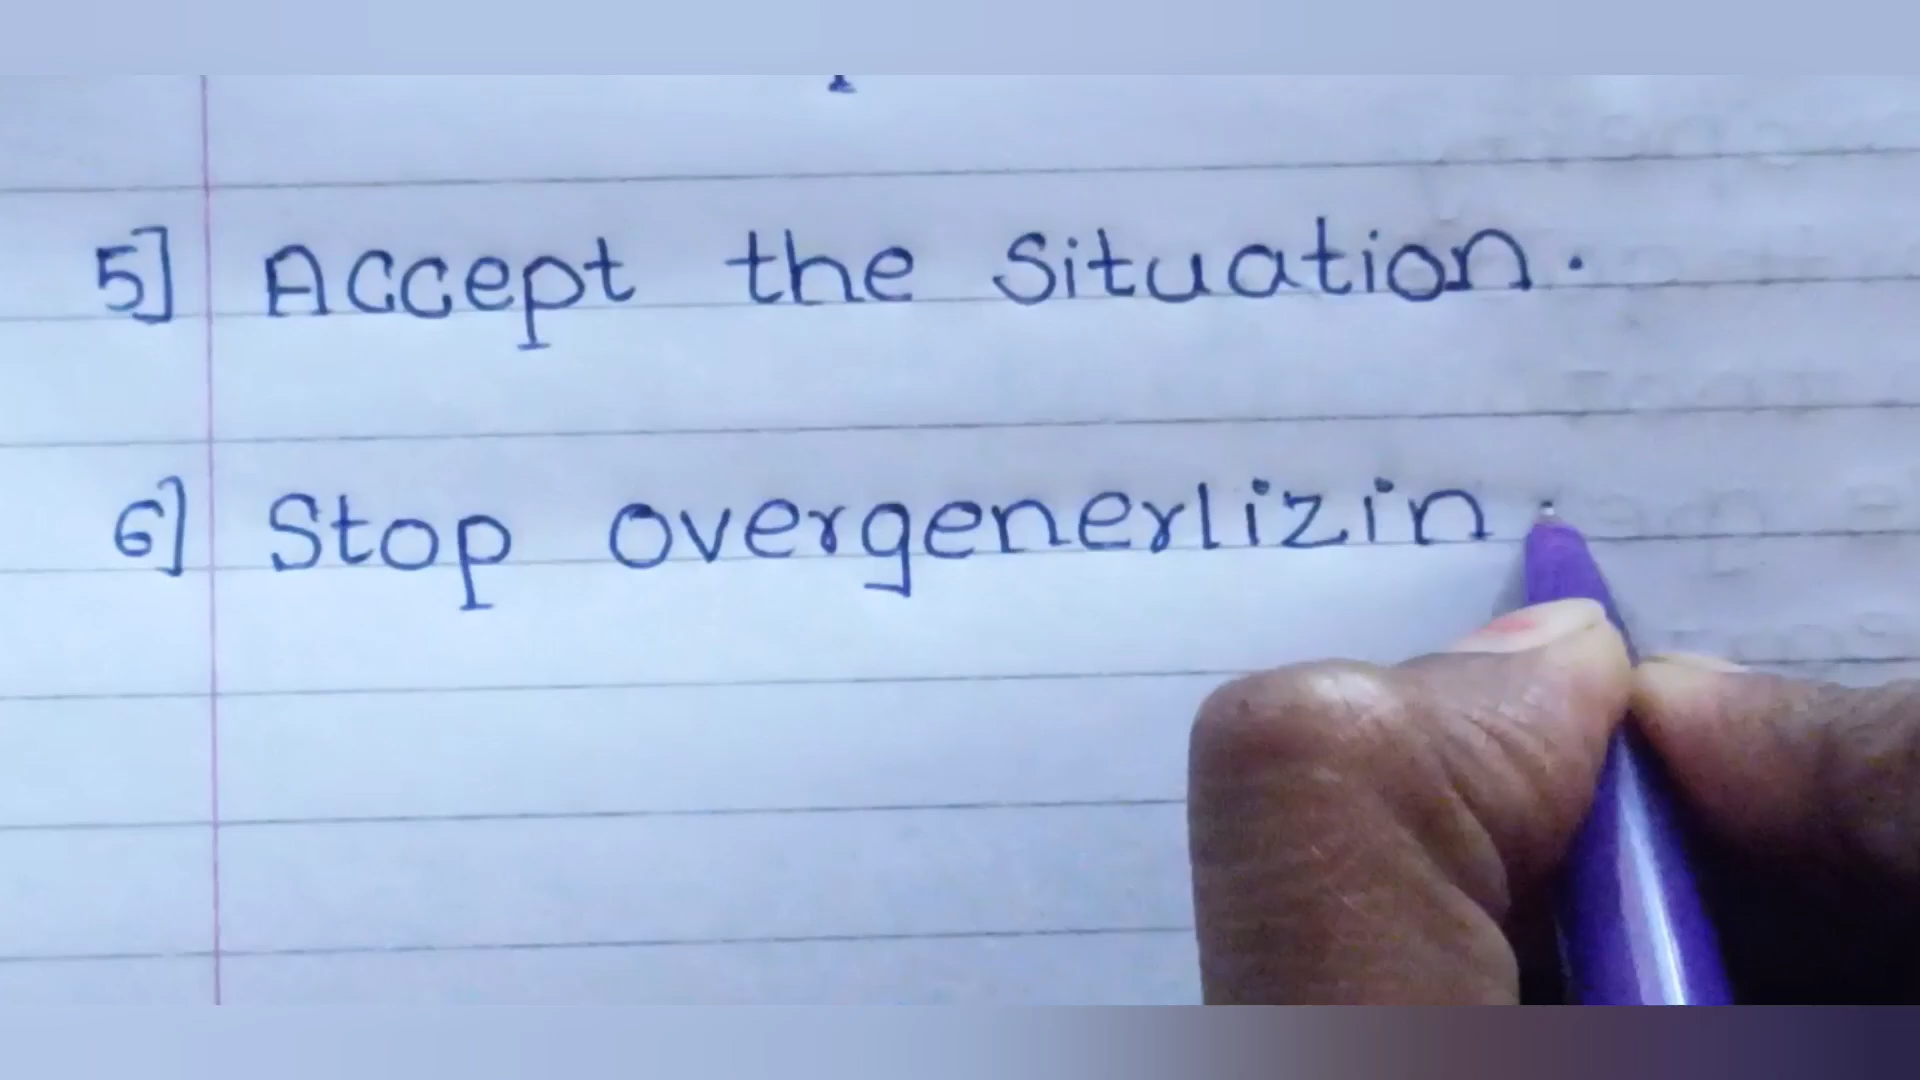 5] Accept the situation.
6] Stop overgenerlizin